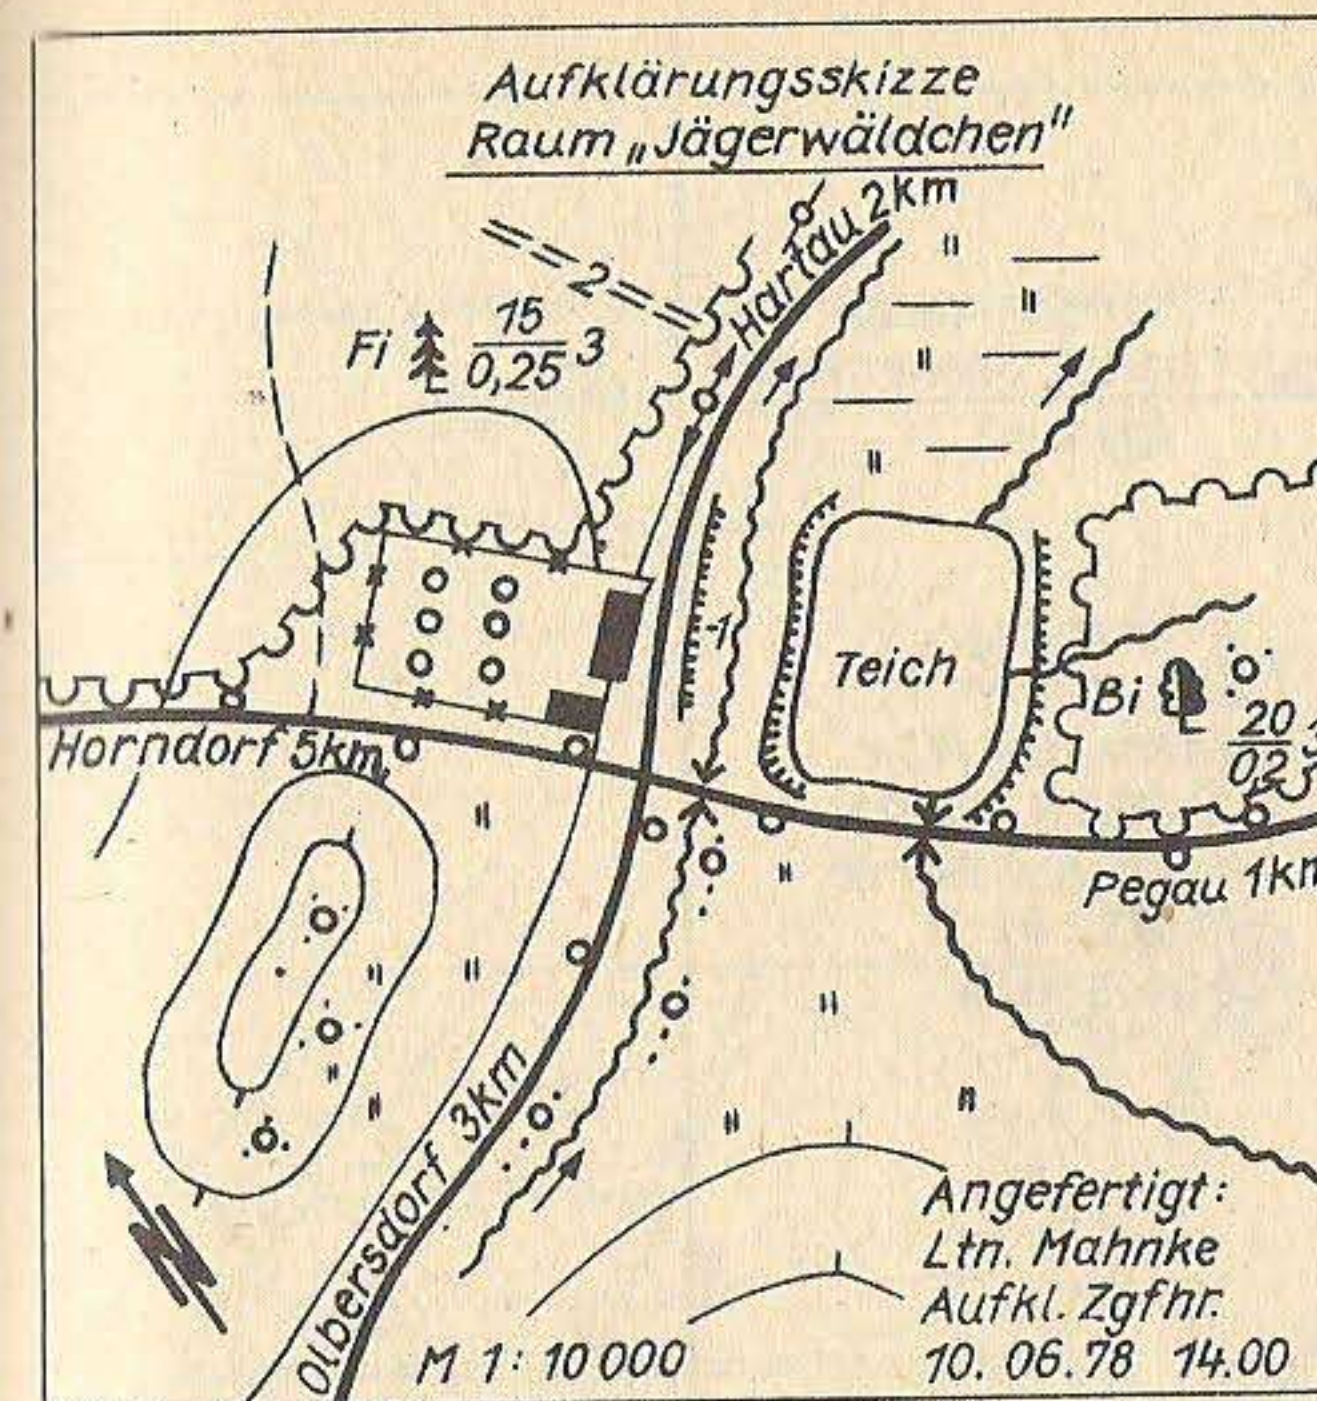 Aufklärungsskizze
Raum „Jägerwäldchen"
Hartau 2km
2
Fi 15 3
0,25
1
Teich
Bi
20
0,2
Horndorf 5km
Pegau 1km
Olbersdorf 3km
N
Angefertigt:
Ltn. Mahnke
Aufkl. Zgfhr.
M 1: 10 000
10. 06.78 14.00